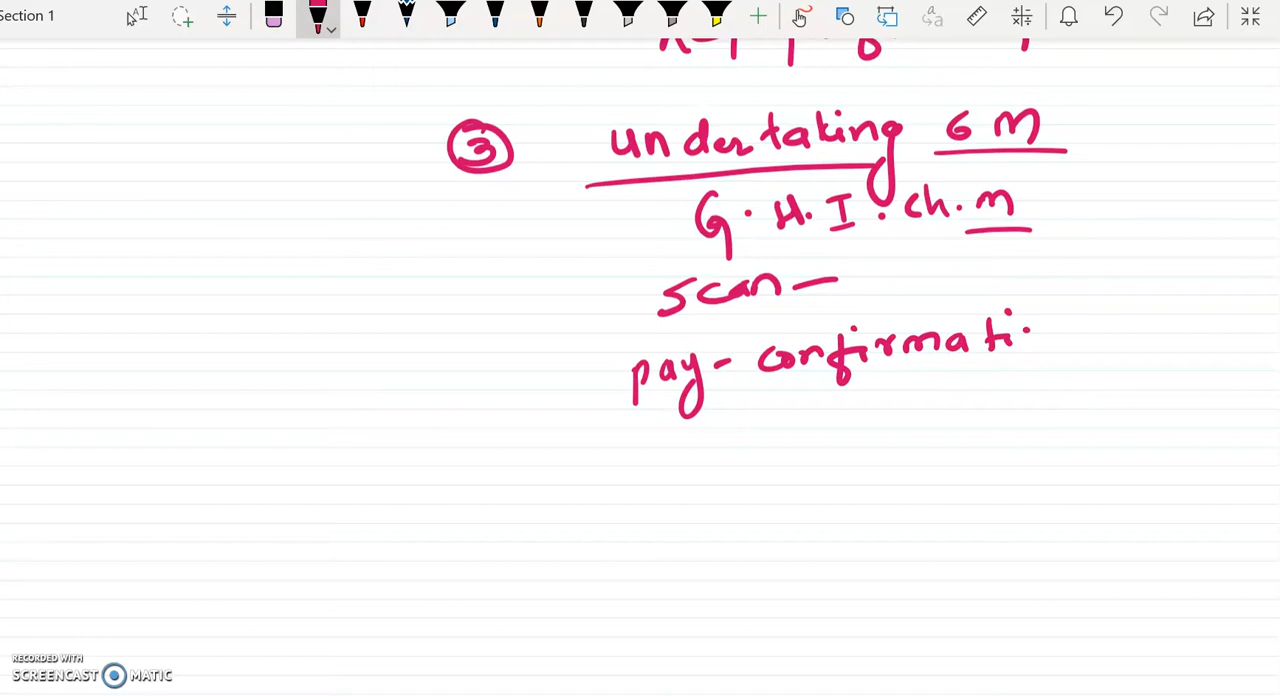 Section 1
3 undertaking 6 M
G. H. I. ch. m
scan —
pay - confirmati.
RECORDED WITH
SCREENCAST MATIC